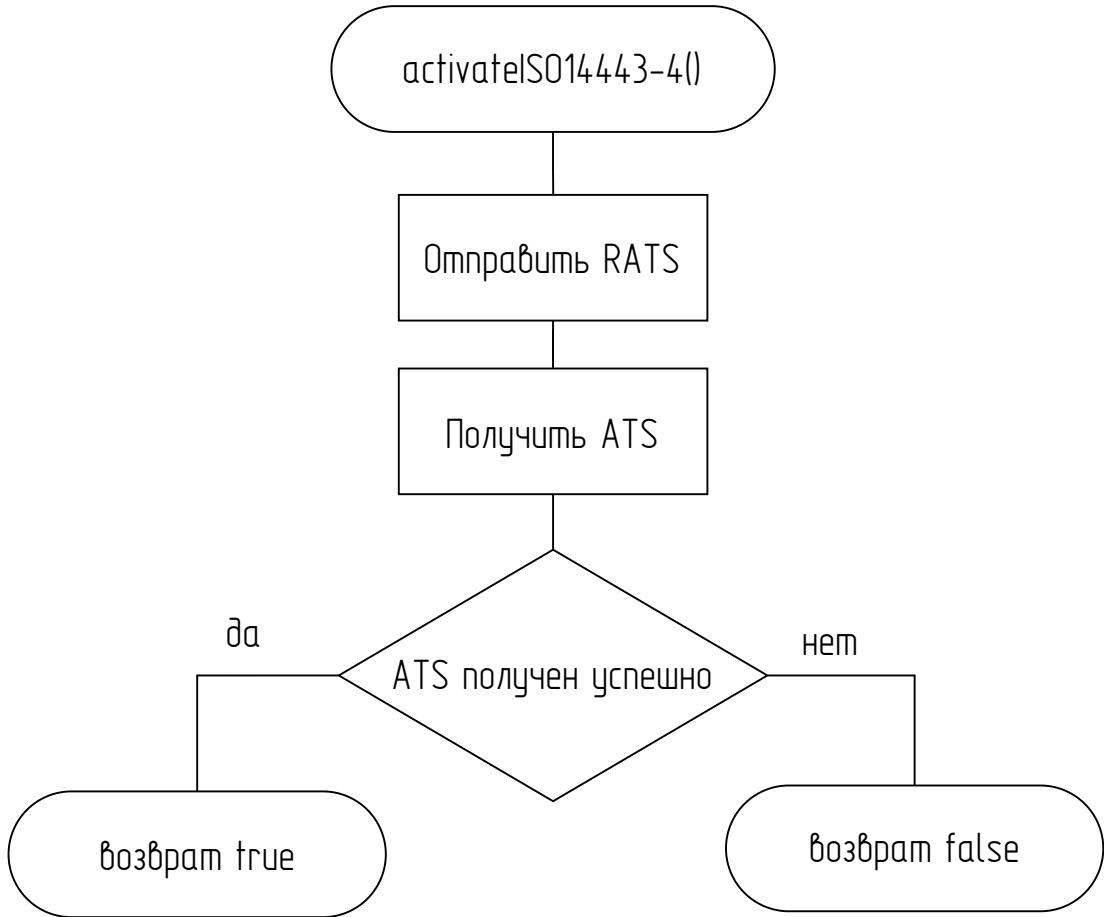 activateISO14443-4()
Отправить RATS
Получить ATS
да
нет
ATS получен успешно
возврат true
возврат false